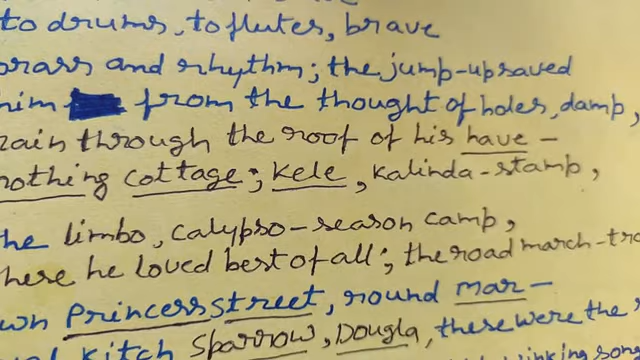 to drums, to flutes, brave
brass and rhythm; the jump-up saved
him from the thought of holes, damp,
rain through the roof of his have-
nothing cottage; kele, kalinda-stamp,
the limbo, calypso-season camp,
where he loved best of all; the road march-
Princess Street, round mar-
Kitch Sparrow, Dougla, these were the